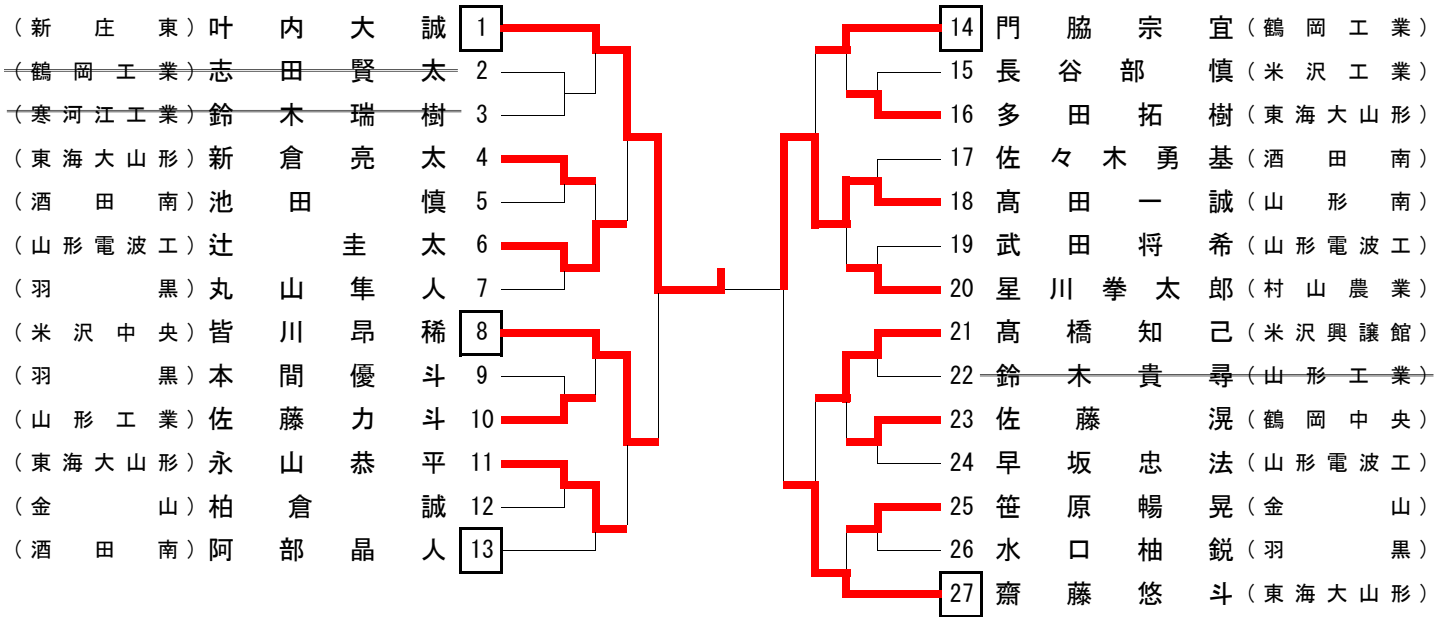 (新庄東) 叶内大誠 1
(鶴岡工業) 志田賢太 2
(寒河江工業) 鈴木瑞樹 3
(東海大山形) 新倉亮太 4
(酒田南) 池田慎 5
(山形電波工) 辻圭太 6
(羽黒) 丸山隼人 7
(米沢中央) 皆川昂稀 8
(羽黒) 本間優斗 9
(山形工業) 佐藤力斗 10
(東海大山形) 永山恭平 11
(金山) 柏倉誠 12
(酒田南) 阿部晶人 13
14 門脇宗宜 (鶴岡工業)
15 長谷部慎 (米沢工業)
16 多田拓樹 (東海大山形)
17 佐々木勇基 (酒田南)
18 髙田一誠 (山形南)
19 武田将希 (山形電波工)
20 星川拳太郎 (村山農業)
21 髙橋知己 (米沢興譲館)
22 鈴木貴尋 (山形工業)
23 佐藤滉 (鶴岡中央)
24 早坂忠法 (山形電波工)
25 笹原暢晃 (金山)
26 水口柚鋭 (羽黒)
27 齋藤悠斗 (東海大山形)